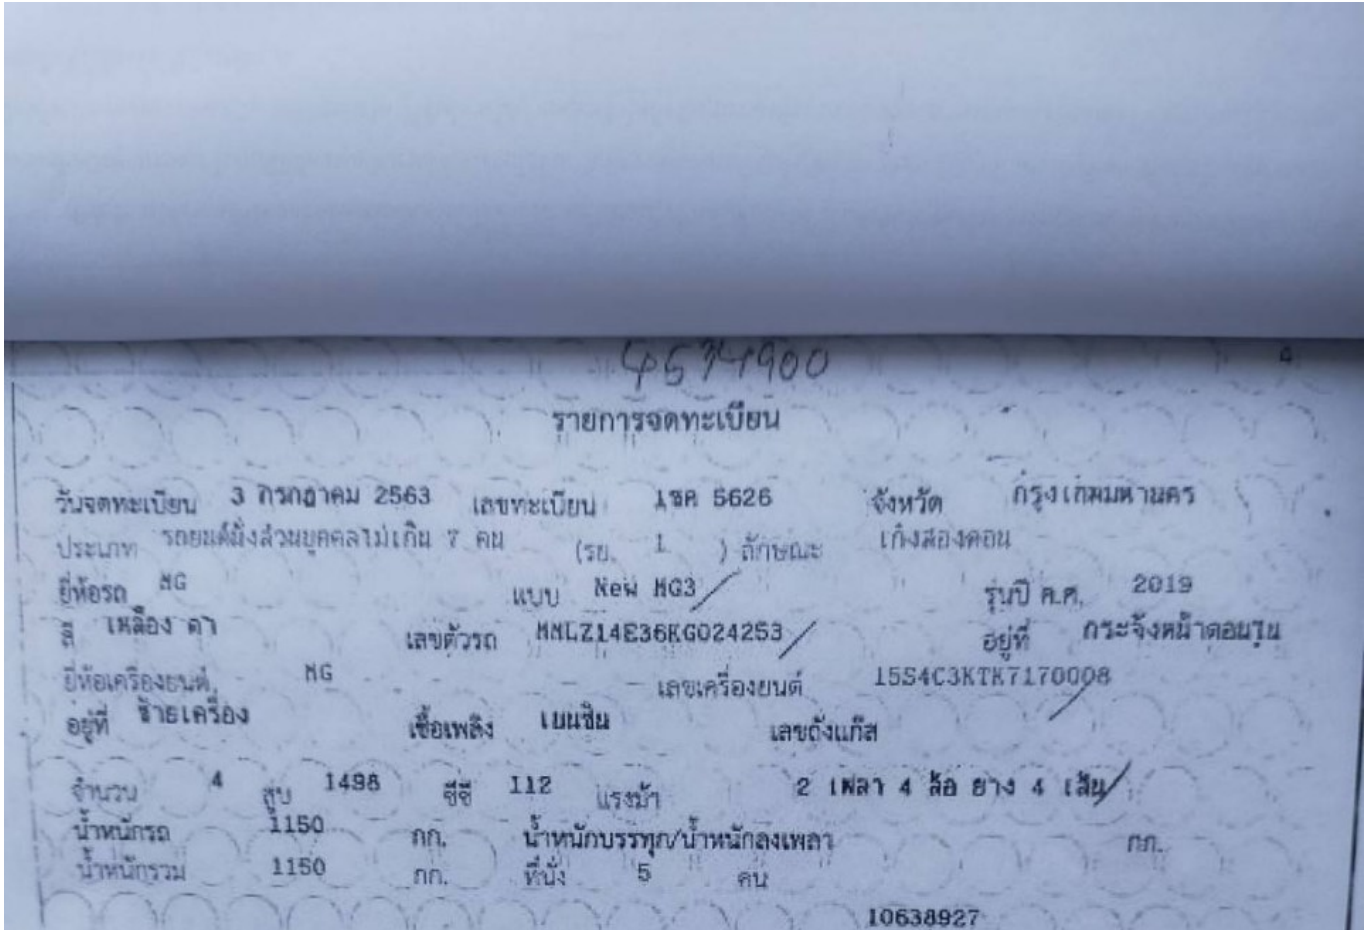 4574900
รายการจดทะเบียน
วันจดทะเบียน 3 กรกฎาคม 2563 เลขทะเบียน 5626 จังหวัด กรุงเทพมหานคร
ประเภท รถยนต์นั่งส่วนบุคคลไม่เกิน 7 คน (รย. 1 ) ลักษณะ เก๋งสองตอน
ยี่ห้อรถ MG แบบ New MG3 รุ่นปี ค.ศ. 2019
สี เหลือง ดำ เลขตัวรถ MMLZ14E36KG024253 อยู่ที่ กระจังหน้าตอนใน
ยี่ห้อเครื่องยนต์ MG เลขเครื่องยนต์ 15S4C3KTK7170008
อยู่ที่ ซ้ายเครื่อง เชื้อเพลิง เบนซิน เลขถังแก๊ส
จำนวน 4 สูบ 1498 ซีซี 112 แรงม้า 2 เพลา 4 ล้อ ยาง 4 เส้น
น้ำหนักรถ 1150 กก. น้ำหนักบรรทุก/น้ำหนักลงเพลา กก.
น้ำหนักรวม 1150 กก. ที่นั่ง 5 คน
10638927